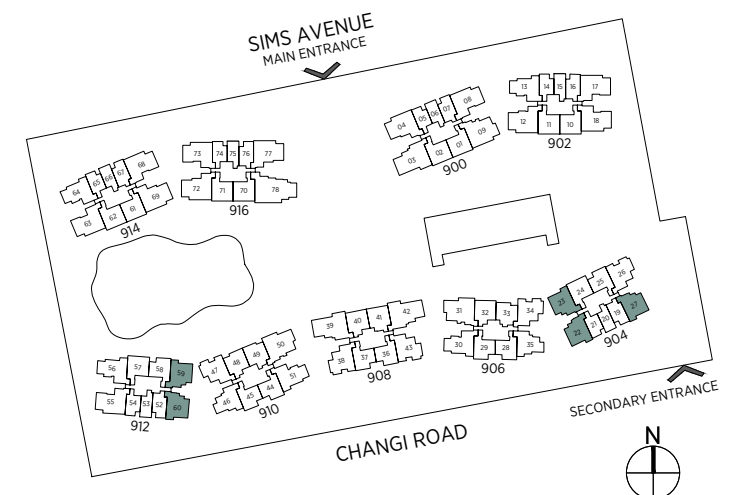 SIMS AVENUE
MAIN ENTRANCE
13 14 15 16 17
12 11 10 18
902
04 05 06 07 08
03 02 01 09
900
73 74 75 76 77
72 71 70 78
916
64 65 66 67 68
63 62 61 69
914
23 24 25 26
22 21 20 19 27
904
31 32 33 34
30 29 28 35
906
39 40 41 42
38 37 36 43
908
47 48 49 50
46 45 44 51
910
56 57 58 59
55 54 53 52 60
912
SECONDARY ENTRANCE
CHANGI ROAD
N